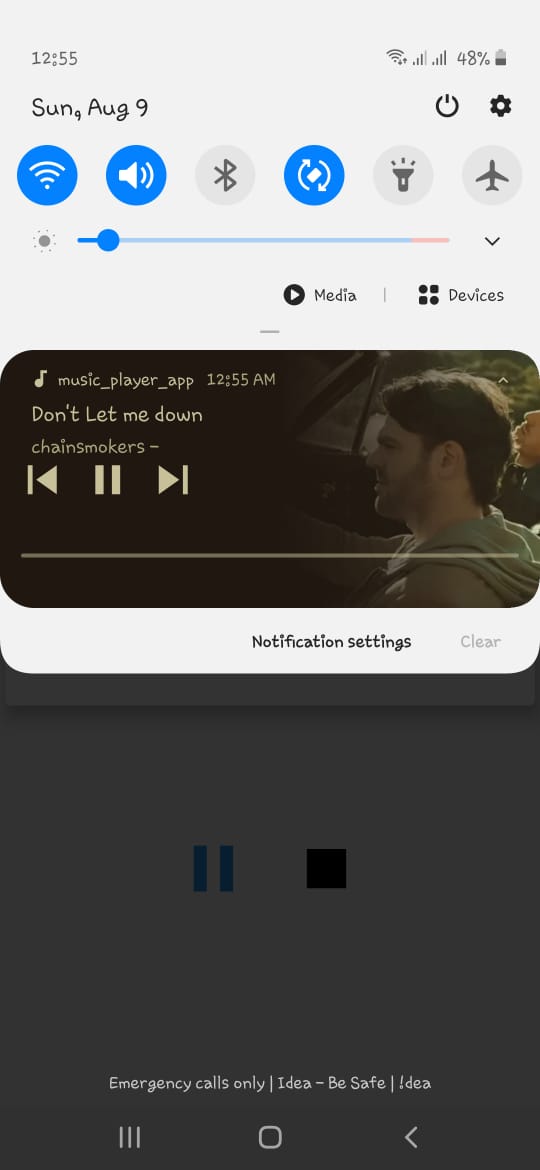 12:55 48%
Sun, Aug 9
Media | Devices
music_player_app 12:55 AM
Don't Let me down
chainsmokers -
Notification settings Clear
Emergency calls only | Idea - Be Safe | !dea